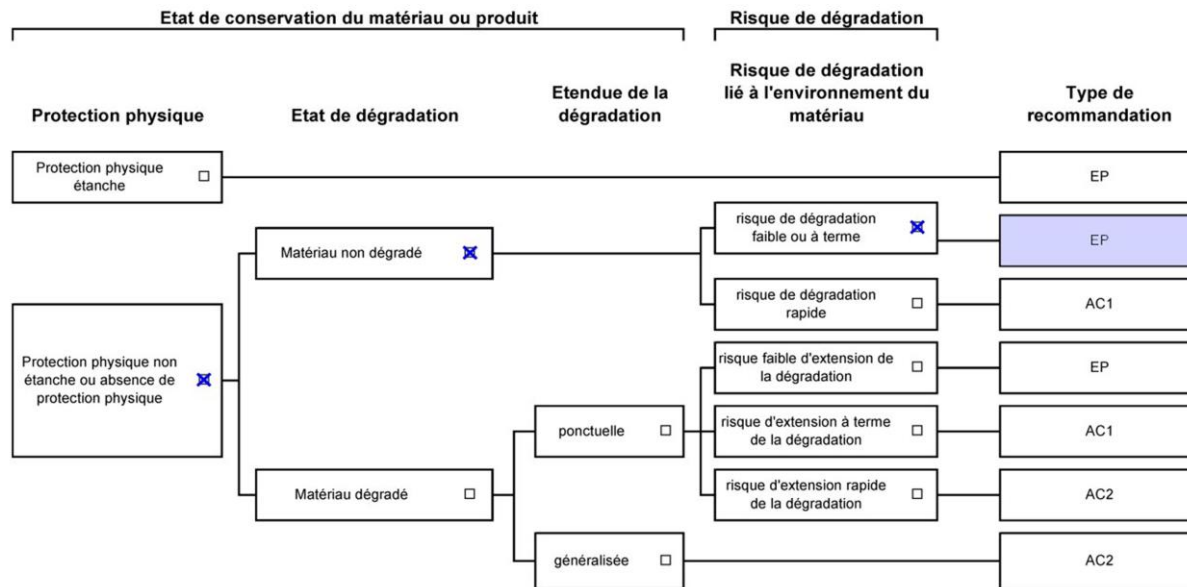 Etat de conservation du matériau ou produit
Risque de dégradation
Protection physique
Etat de dégradation
Etendue de la
dégradation
Risque de dégradation
lié à l'environnement du
matériau
Type de
recommandation
Protection physique
étanche
EP
risque de dégradation
faible ou à terme
EP
Matériau non dégradé
risque de dégradation
rapide
AC1
Protection physique non
étanche ou absence de
protection physique
risque faible d'extension de
la dégradation
EP
ponctuelle
risque d'extension à terme
de la dégradation
AC1
Matériau dégradé
risque d'extension rapide
de la dégradation
AC2
généralisée
AC2